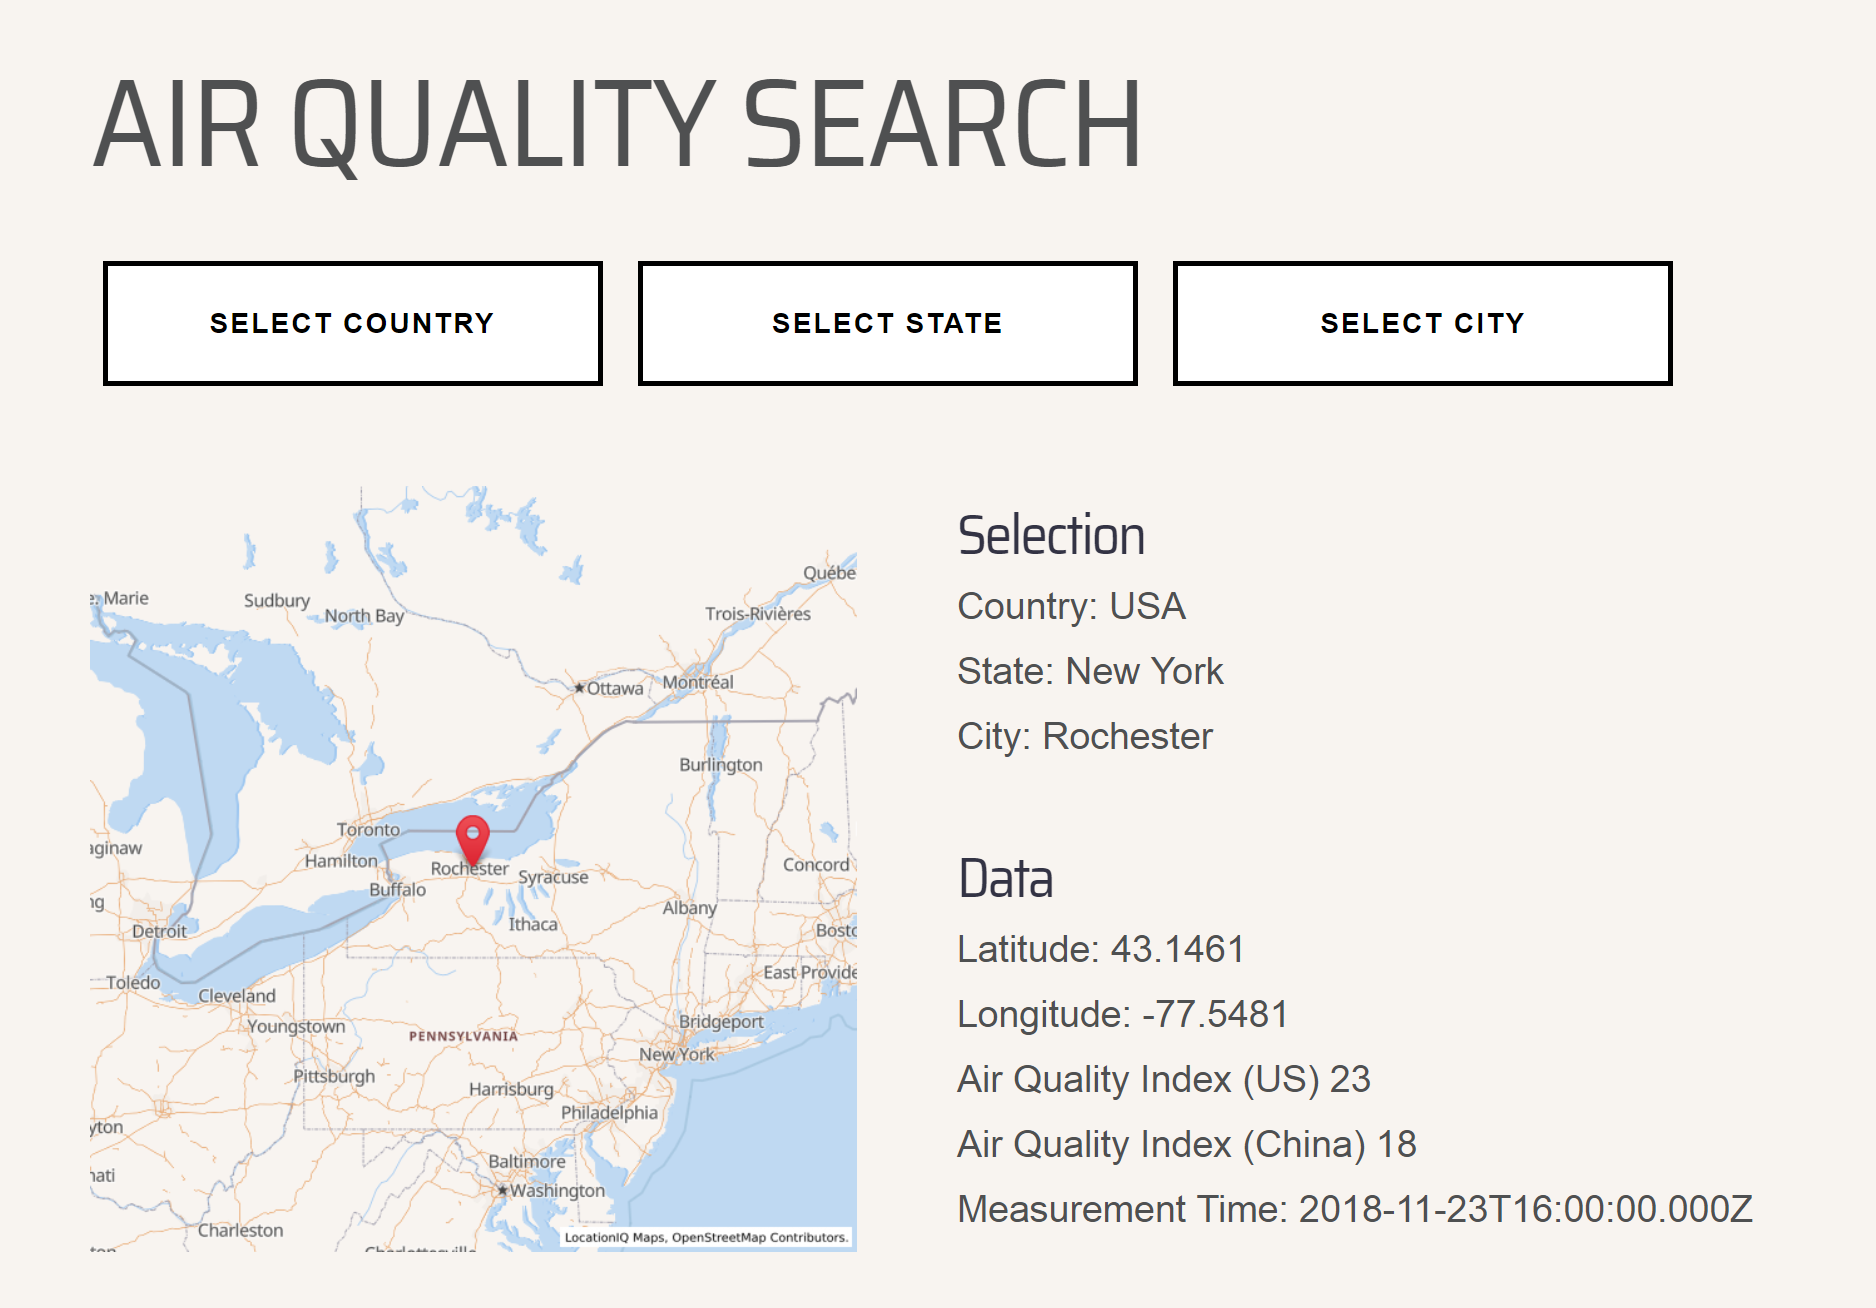 AIR QUALITY SEARCH
SELECT COUNTRY
SELECT STATE
SELECT CITY
Québe
e. Marie
Sudbury
North Bay
Trois-Rivières
Ottawa
Montréal
Burlington
Toronto
aginaw
Hamilton
Rochester
Syracuse
Concord
Buffalo
ng
Albany
Ithaca
Detroit
Bosto
East Provide
Toledo
Cleveland
Youngstown
Bridgeport
PENNSYLVANIA
New York
Pittsburgh
Harrisburg
Philadelphia
yton
Baltimore
nati
Washington
Charleston
LocationIQ Maps, OpenStreetMap Contributors.
ton
Charlottesville
Selection
Country: USA
State: New York
City: Rochester
Data
Latitude: 43.1461
Longitude: -77.5481
Air Quality Index (US) 23
Air Quality Index (China) 18
Measurement Time: 2018-11-23T16:00:00.000Z